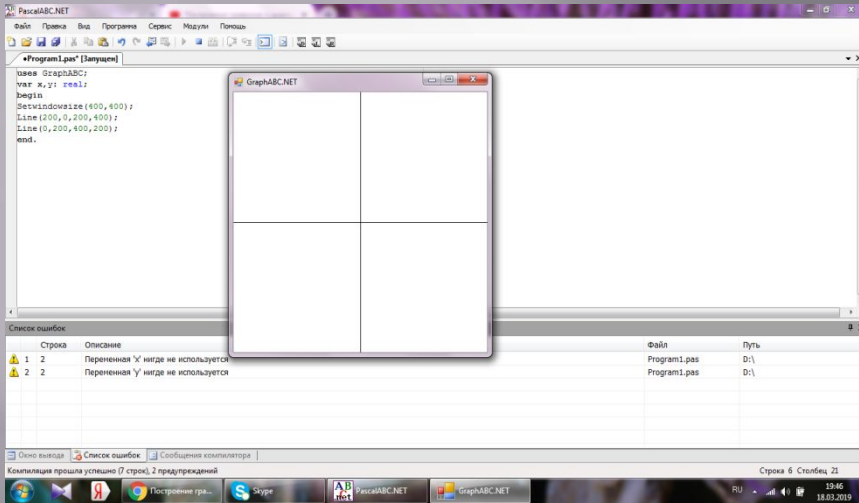 PascalABC.NET
Файл Правка Вид Программа Сервис Модули Помощь
•Program1.pas* [Запущен]
uses GraphABC;
var x,y: real;
begin
Setwindowsize(400,400);
Line(200,0,200,400);
Line(0,200,400,200);
end.
GraphABC.NET
Список ошибок
Строка Описание Файл Путь
1 2 Переменная 'x' нигде не используется Program1.pas D:\
2 2 Переменная 'y' нигде не используется Program1.pas D:\
Окно вывода Список ошибок Сообщения компилятора
Компиляция прошла успешно (7 строк), 2 предупреждений Строка 6 Столбец 21
Построение гра... Skype PascalABC.NET GraphABC.NET RU 19:46
18.03.2019